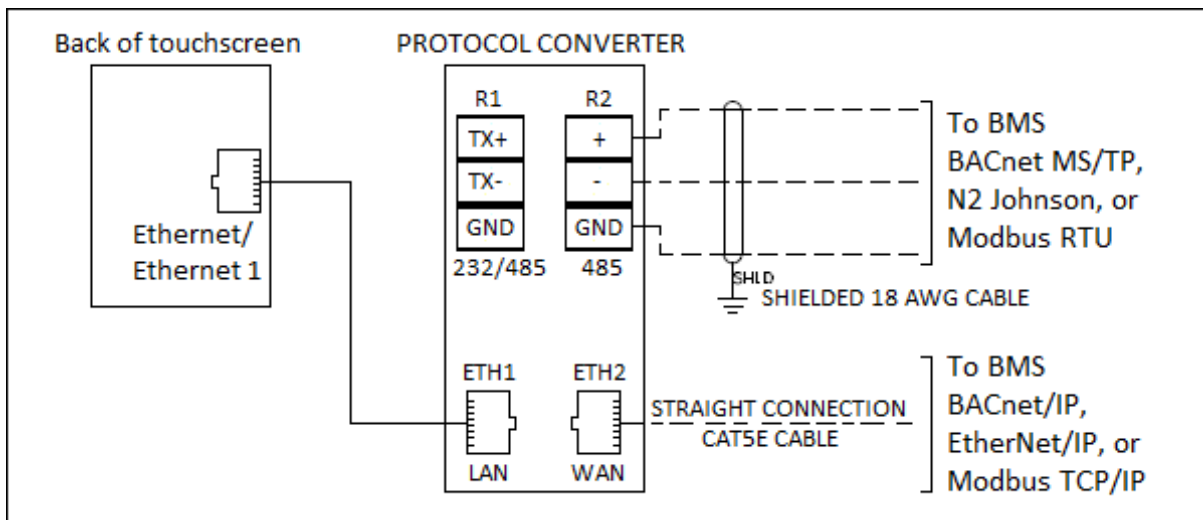 Back of touchscreen
Ethernet/
Ethernet 1
PROTOCOL CONVERTER
R1
TX+
TX-
GND
232/485
R2
+
-
GND
485
SHLD
SHIELDED 18 AWG CABLE
To BMS
BACnet MS/TP,
N2 Johnson, or
Modbus RTU
ETH1
LAN
ETH2
WAN
STRAIGHT CONNECTION
CAT5E CABLE
To BMS
BACnet/IP,
EtherNet/IP, or
Modbus TCP/IP